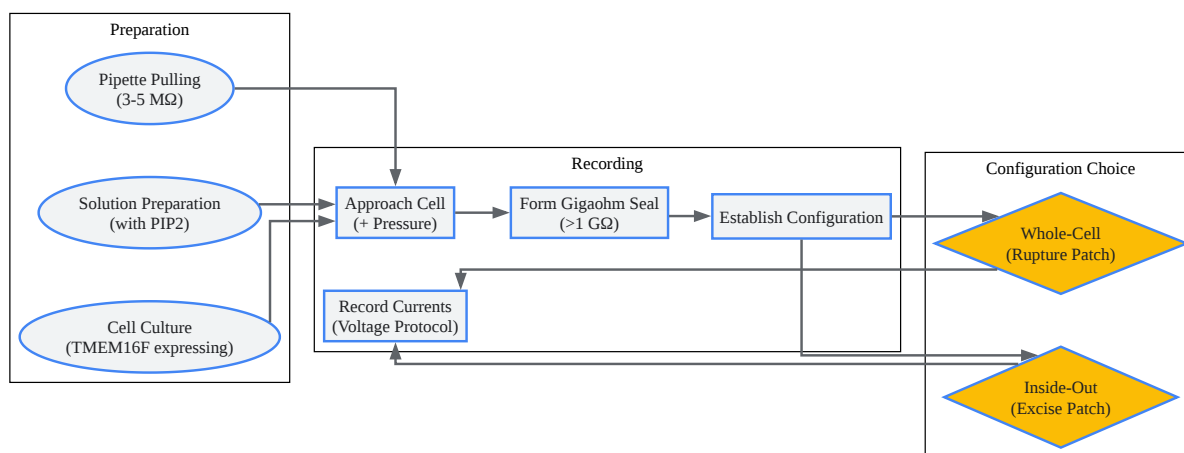 Preparation
Pipette Pulling
(3-5 MΩ)
Solution Preparation
(with PIP2)
Cell Culture
(TMEM16F expressing)
Recording
Approach Cell
(+ Pressure)
Form Gigaohm Seal
(>1 GΩ)
Establish Configuration
Record Currents
(Voltage Protocol)
Configuration Choice
Whole-Cell
(Rupture Patch)
Inside-Out
(Excise Patch)